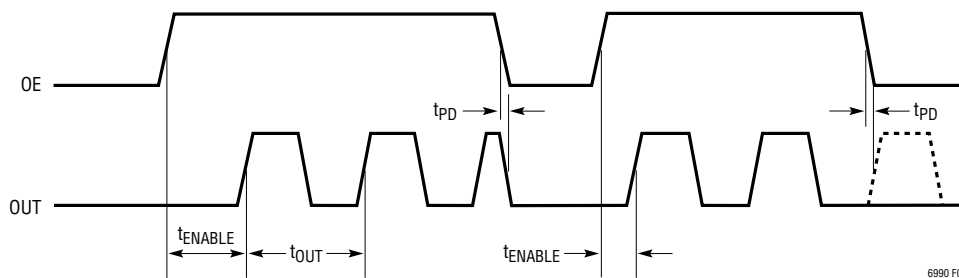 OE
t_PD
t_PD
OUT
t_ENABLE
t_OUT
t_ENABLE